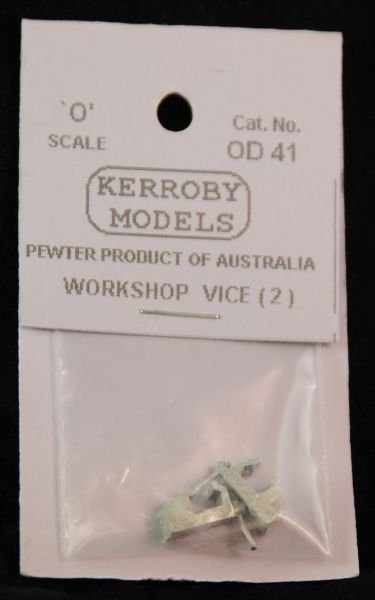 'O'
SCALE
Cat. No.
OD 41
KERROBY
MODELS
PEWTER PRODUCT OF AUSTRALIA
WORKSHOP VICE (2)